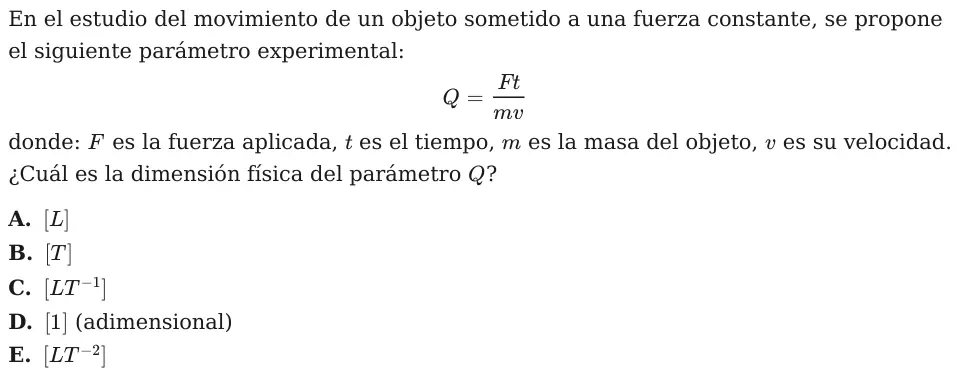 En el estudio del movimiento de un objeto sometido a una fuerza constante, se propone
el siguiente parámetro experimental:
Q = \frac{Ft}{mv}
donde: F es la fuerza aplicada, t es el tiempo, m es la masa del objeto, v es su velocidad.
¿Cuál es la dimensión física del parámetro Q?
A. [L]
B. [T]
C. [LT⁻¹]
D. [1] (adimensional)
E. [LT⁻²]